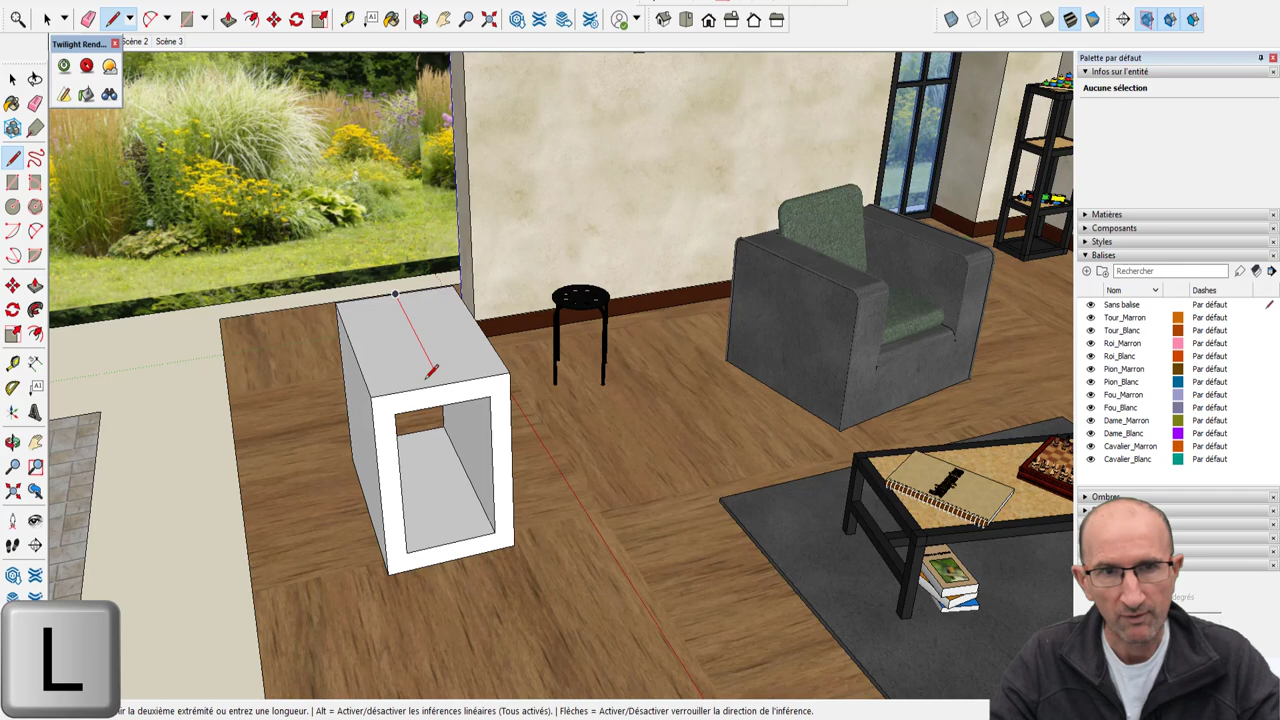 Scène 2
Scène 3
Twilight Rend...
Palette par défaut
Infos sur l'entité
Aucune sélection
Matières
Composants
Styles
Balises
Rechercher
Nom
Dashes
Sans balise
Par défaut
Tour_Marron
Par défaut
Tour_Blanc
Par défaut
Roi_Marron
Par défaut
Roi_Blanc
Par défaut
Pion_Marron
Par défaut
Pion_Blanc
Par défaut
Fou_Marron
Par défaut
Fou_Blanc
Par défaut
Dame_Marron
Par défaut
Dame_Blanc
Par défaut
Cavalier_Marron
Par défaut
Cavalier_Blanc
Par défaut
Ombres
degrés
L
la deuxième extrémité ou entrez une longueur. | Alt = Activer/désactiver les inférences linéaires (Tous activés). | Flèches = Activer/Désactiver verrouiller la direction de l'inférence.